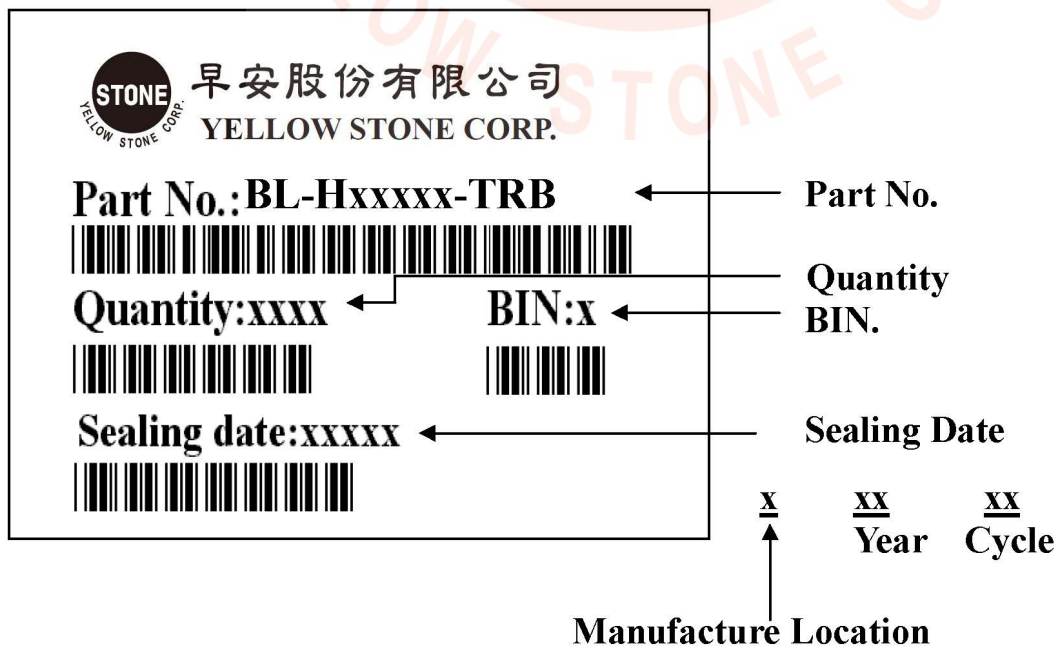 YELLOW STONE
STONE
YELLOW STONE CORP.
早安股份有限公司
YELLOW STONE CORP.
Part No.:BL-Hxxxxx-TRB
Part No.
Quantity:xxxx
BIN:x
Quantity
BIN.
Sealing date:xxxxx
Sealing Date
x xx xx
Year Cycle
Manufacture Location